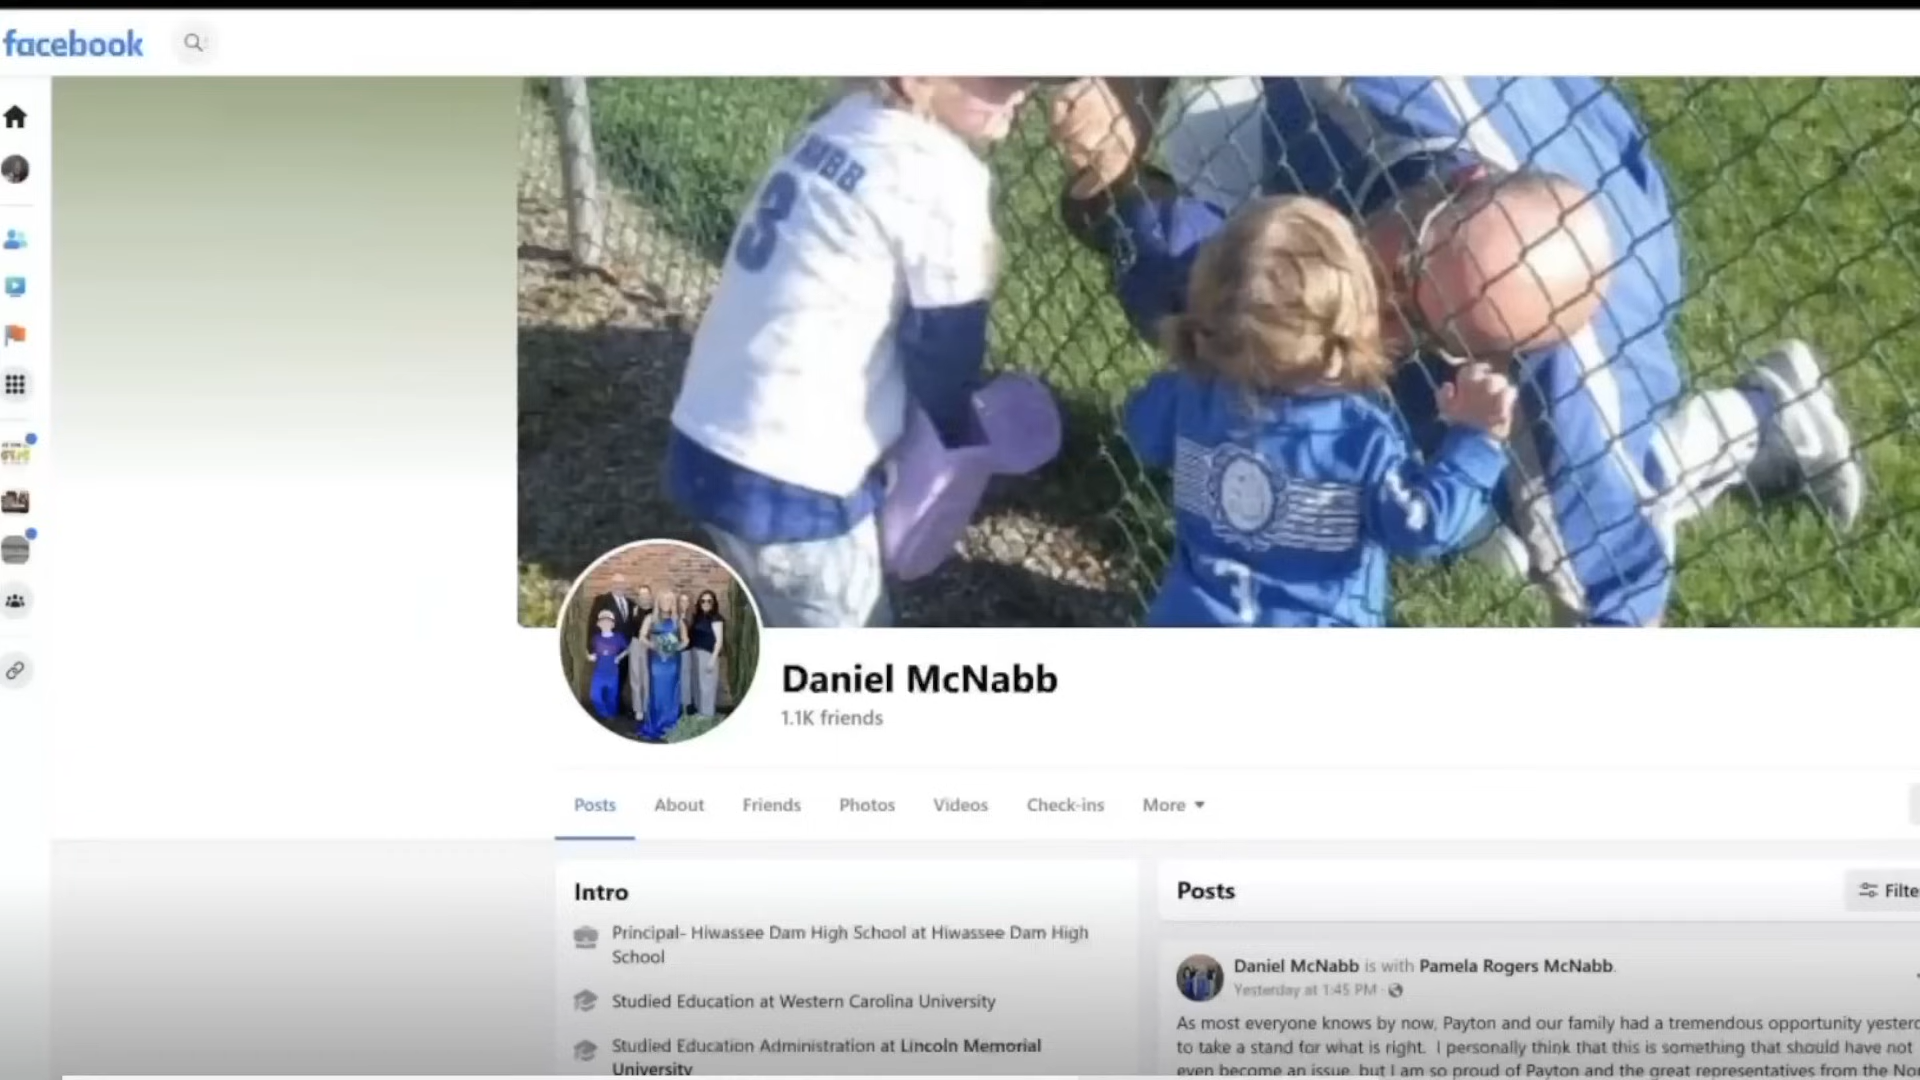 facebook
MBB
3
Daniel McNabb
1.1K friends
Posts About Friends Photos Videos Check-ins More
Intro
Principal- Hiwassee Dam High School at Hiwassee Dam High
School
Studied Education at Western Carolina University
Studied Education Administration at Lincoln Memorial
University
Posts
Filte
Daniel McNabb is with Pamela Rogers McNabb.
Yesterday at 1:45 PM ·
As most everyone knows by now, Payton and our family had a tremendous opportunity yesterd
to take a stand for what is right. I personally think that this is something that should have not
even become an issue, but I am so proud of Payton and the great representatives from the No